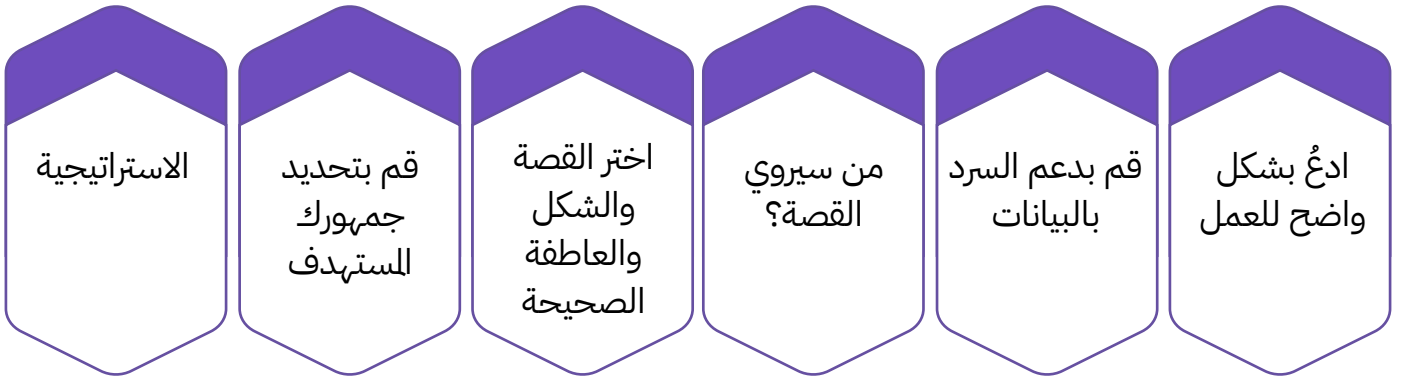 الاستراتيجية
قم بتحديد
جمهورك
المستهدف
اختر القصة
والشكل
والعاطفة
الصحيحة
من سيروي
القصة؟
قم بدعم السرد
بالبيانات
ادعُ بشكل
واضح للعمل